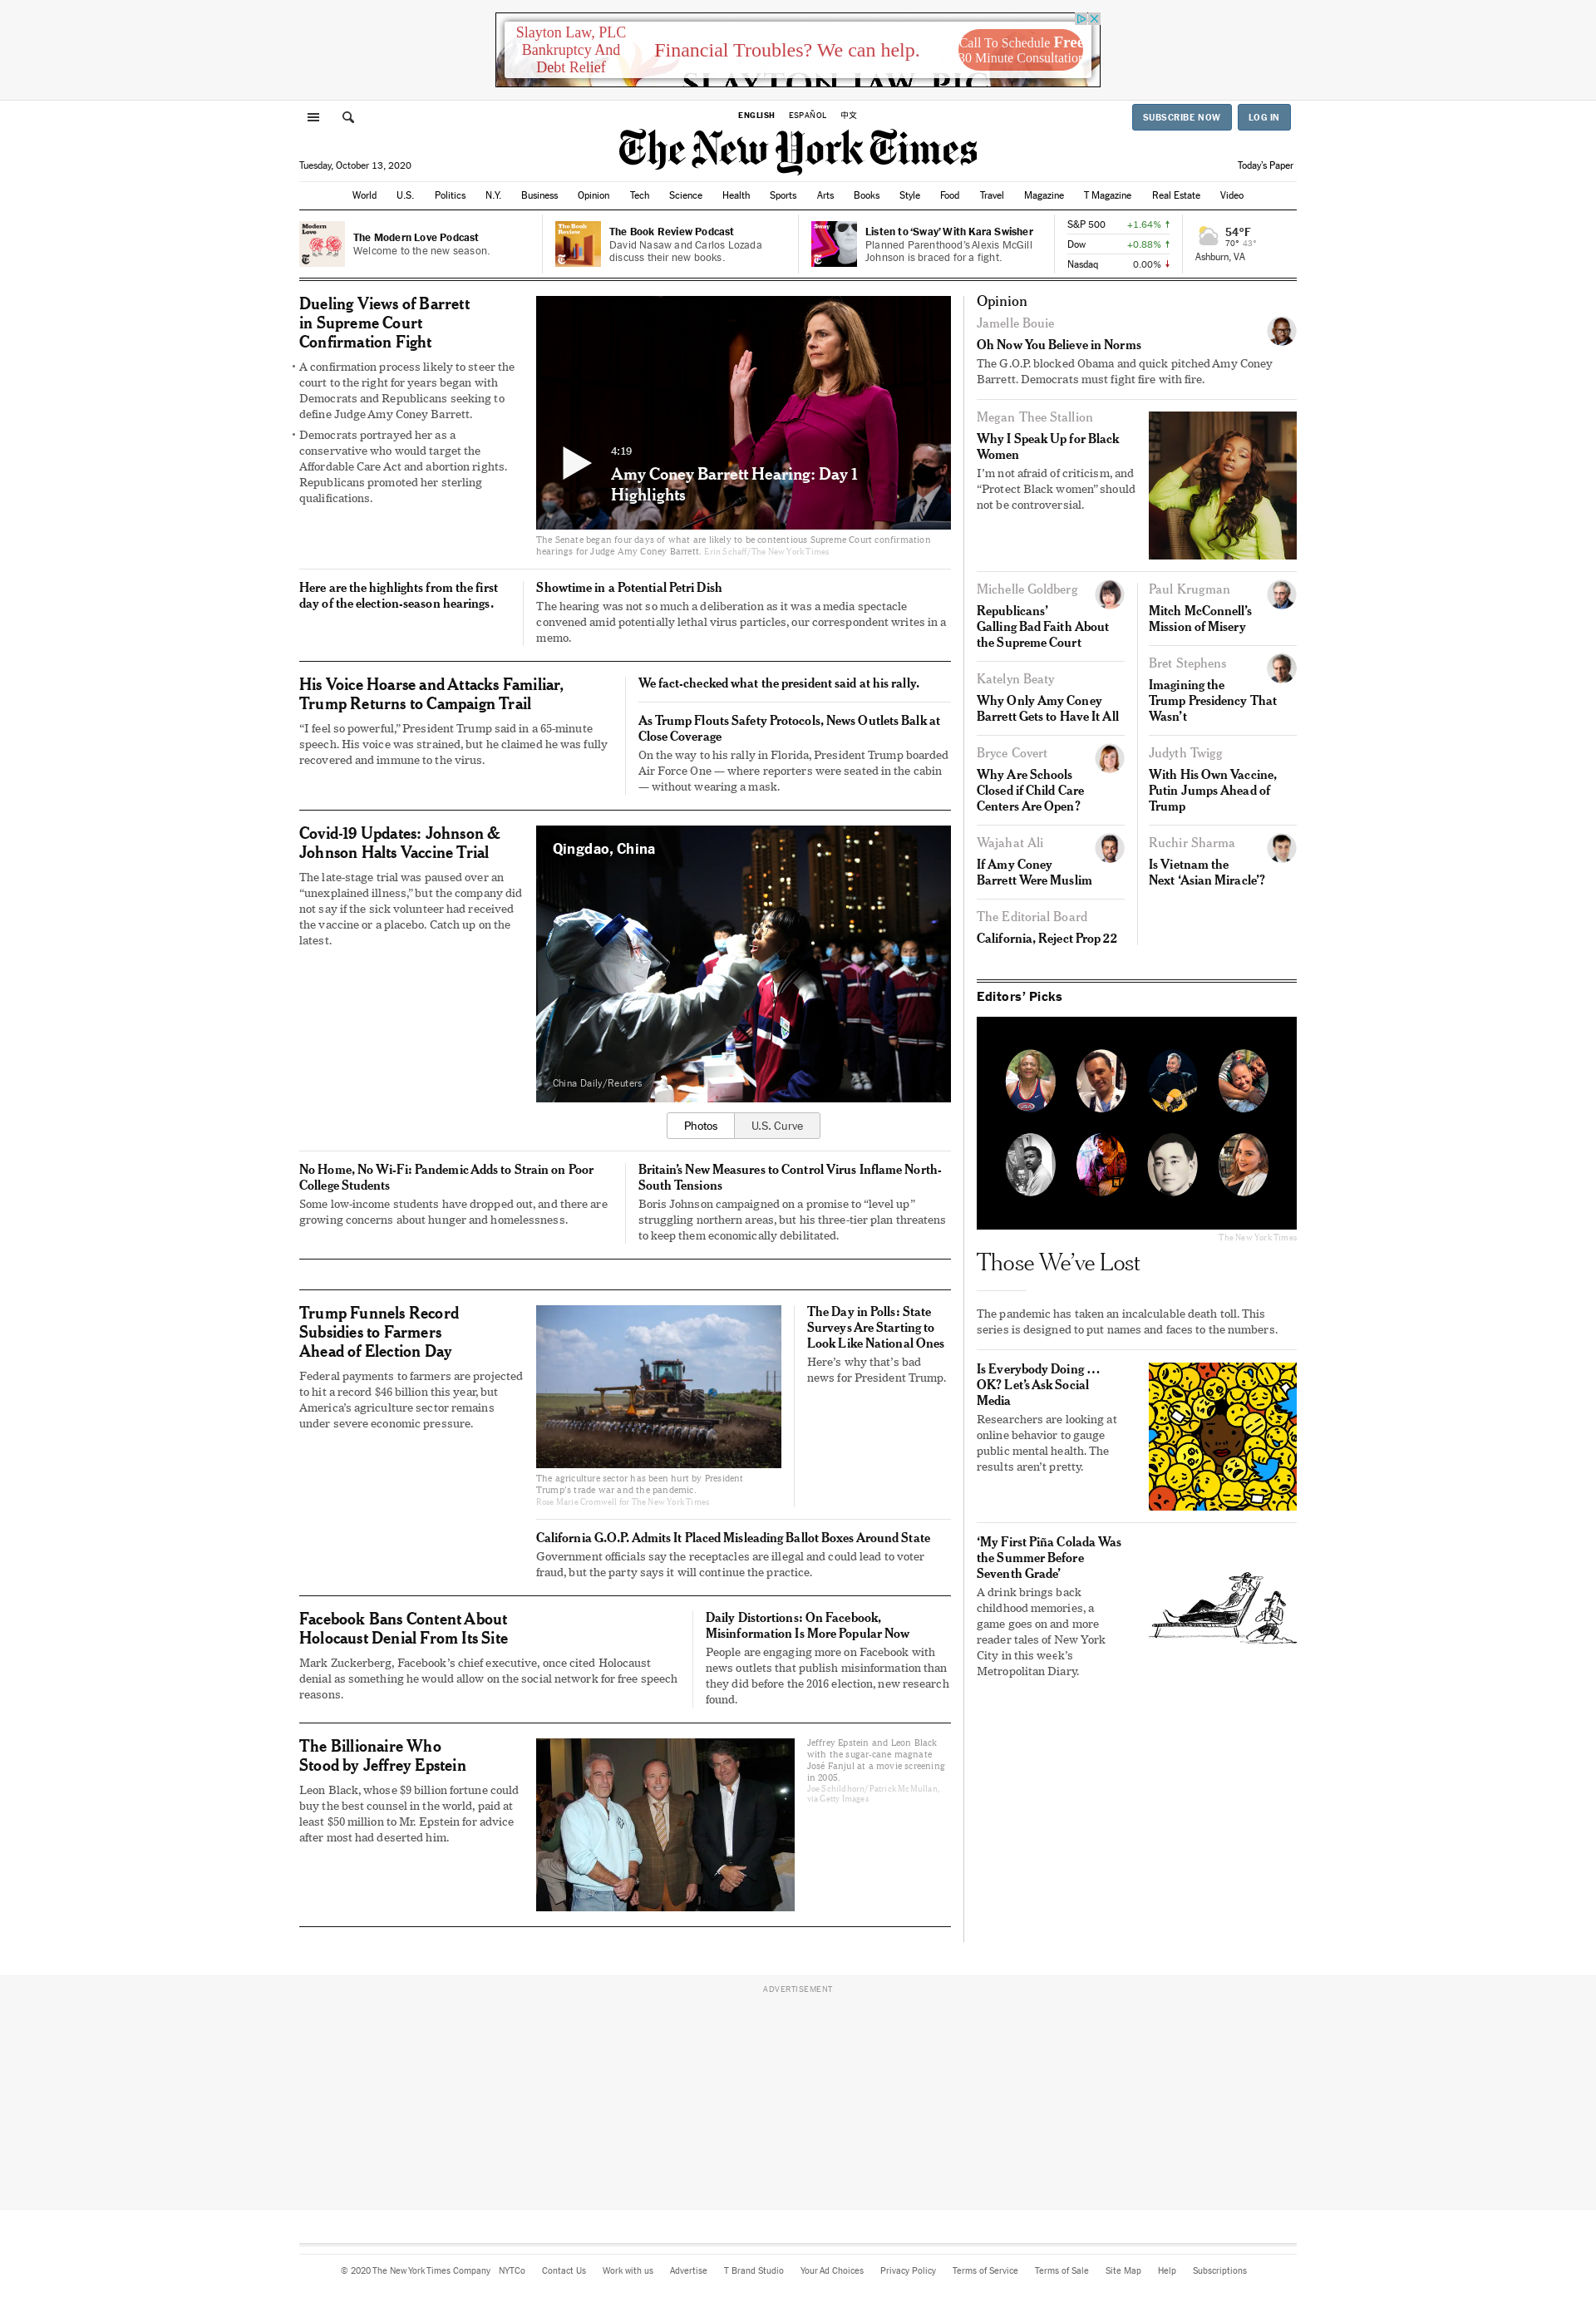 Slayton Law, PLC
Bankruptcy And
Debt Relief
Financial Troubles? We can help.
Call To Schedule Free
30 Minute Consultation
SLAYTON LAW, PLC
ENGLISH ESPAÑOL 中文
SUBSCRIBE NOW LOG IN
The New York Times
Tuesday, October 13, 2020
Today's Paper
World U.S. Politics N.Y. Business Opinion Tech Science Health Sports Arts Books Style Food Travel Magazine T Magazine Real Estate Video
Modern
Love
The Modern Love Podcast
Welcome to the new season.
The Book
Review
The Book Review Podcast
David Nasaw and Carlos Lozada
discuss their new books.
Sway
Listen to ‘Sway’ With Kara Swisher
Planned Parenthood’s Alexis McGill
Johnson is braced for a fight.
S&P 500 +1.64% ↑
Dow +0.88% ↑
Nasdaq 0.00% ↓
54°F
70° 43°
Ashburn, VA
Dueling Views of Barrett
in Supreme Court
Confirmation Fight
• A confirmation process likely to steer the
court to the right for years began with
Democrats and Republicans seeking to
define Judge Amy Coney Barrett.
• Democrats portrayed her as a
conservative who would target the
Affordable Care Act and abortion rights.
Republicans promoted her sterling
qualifications.
4:19
Amy Coney Barrett Hearing: Day 1
Highlights
The Senate began four days of what are likely to be contentious Supreme Court confirmation
hearings for Judge Amy Coney Barrett. Erin Schaff/The New York Times
Here are the highlights from the first
day of the election-season hearings.
Showtime in a Potential Petri Dish
The hearing was not so much a deliberation as it was a media spectacle
convened amid potentially lethal virus particles, our correspondent writes in a
memo.
His Voice Hoarse and Attacks Familiar,
Trump Returns to Campaign Trail
“I feel so powerful,” President Trump said in a 65-minute
speech. His voice was strained, but he claimed he was fully
recovered and immune to the virus.
We fact-checked what the president said at his rally.
As Trump Flouts Safety Protocols, News Outlets Balk at
Close Coverage
On the way to his rally in Florida, President Trump boarded
Air Force One — where reporters were seated in the cabin
— without wearing a mask.
Covid-19 Updates: Johnson &
Johnson Halts Vaccine Trial
The late-stage trial was paused over an
“unexplained illness,” but the company did
not say if the sick volunteer had received
the vaccine or a placebo. Catch up on the
latest.
Qingdao, China
China Daily/Reuters
Photos U.S. Curve
No Home, No Wi-Fi: Pandemic Adds to Strain on Poor
College Students
Some low-income students have dropped out, and there are
growing concerns about hunger and homelessness.
Britain’s New Measures to Control Virus Inflame North-
South Tensions
Boris Johnson campaigned on a promise to “level up”
struggling northern areas, but his three-tier plan threatens
to keep them economically debilitated.
Trump Funnels Record
Subsidies to Farmers
Ahead of Election Day
Federal payments to farmers are projected
to hit a record $46 billion this year, but
America’s agriculture sector remains
under severe economic pressure.
The agriculture sector has been hurt by President
Trump’s trade war and the pandemic.
Rose Marie Cromwell for The New York Times
The Day in Polls: State
Surveys Are Starting to
Look Like National Ones
Here’s why that’s bad
news for President Trump.
California G.O.P. Admits It Placed Misleading Ballot Boxes Around State
Government officials say the receptacles are illegal and could lead to voter
fraud, but the party says it will continue the practice.
Facebook Bans Content About
Holocaust Denial From Its Site
Mark Zuckerberg, Facebook’s chief executive, once cited Holocaust
denial as something he would allow on the social network for free speech
reasons.
Daily Distortions: On Facebook,
Misinformation Is More Popular Now
People are engaging more on Facebook with
news outlets that publish misinformation than
they did before the 2016 election, new research
found.
The Billionaire Who
Stood by Jeffrey Epstein
Leon Black, whose $9 billion fortune could
buy the best counsel in the world, paid at
least $50 million to Mr. Epstein for advice
after most had deserted him.
Jeffrey Epstein and Leon Black
with the sugar-cane magnate
José Fanjul at a movie screening
in 2005.
Joe Schildhorn/Patrick McMullan,
via Getty Images
Opinion
Jamelle Bouie
Oh Now You Believe in Norms
The G.O.P. blocked Obama and quick pitched Amy Coney
Barrett. Democrats must fight fire with fire.
Megan Thee Stallion
Why I Speak Up for Black
Women
I’m not afraid of criticism, and
“Protect Black women” should
not be controversial.
Michelle Goldberg
Republicans’
Galling Bad Faith About
the Supreme Court
Katelyn Beaty
Why Only Amy Coney
Barrett Gets to Have It All
Bryce Covert
Why Are Schools
Closed if Child Care
Centers Are Open?
Wajahat Ali
If Amy Coney
Barrett Were Muslim
The Editorial Board
California, Reject Prop 22
Paul Krugman
Mitch McConnell’s
Mission of Misery
Bret Stephens
Imagining the
Trump Presidency That
Wasn’t
Judyth Twigg
With His Own Vaccine,
Putin Jumps Ahead of
Trump
Ruchir Sharma
Is Vietnam the
Next ‘Asian Miracle’?
Editors’ Picks
The New York Times
Those We’ve Lost
The pandemic has taken an incalculable death toll. This
series is designed to put names and faces to the numbers.
Is Everybody Doing …
OK? Let’s Ask Social
Media
Researchers are looking at
online behavior to gauge
public mental health. The
results aren’t pretty.
‘My First Piña Colada Was
the Summer Before
Seventh Grade’
A drink brings back
childhood memories, a
game goes on and more
reader tales of New York
City in this week’s
Metropolitan Diary.
ADVERTISEMENT
© 2020 The New York Times Company NYTCo Contact Us Work with us Advertise T Brand Studio Your Ad Choices Privacy Policy Terms of Service Terms of Sale Site Map Help Subscriptions